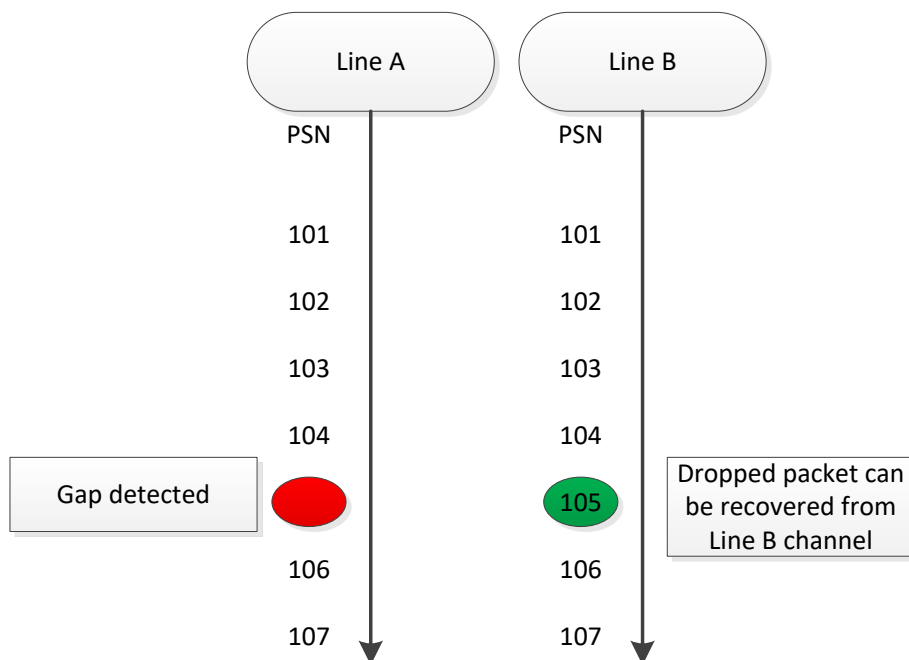 Line A
Line B
PSN
PSN
101
101
102
102
103
103
104
104
Gap detected
105
Dropped packet can
be recovered from
Line B channel
106
106
107
107